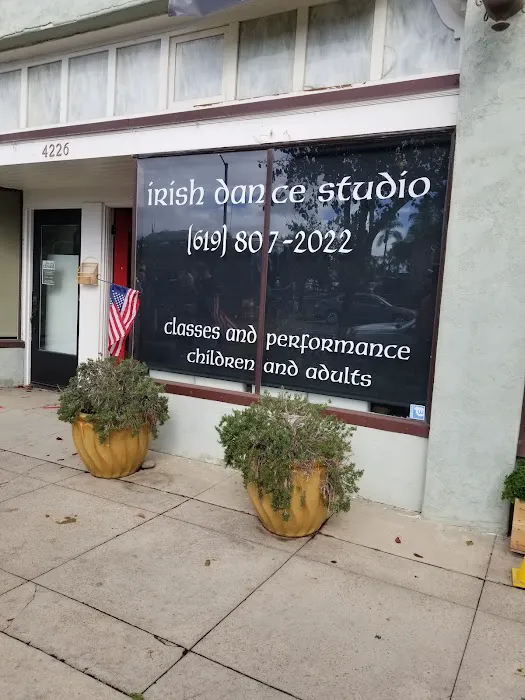 4226
irish dance studio
(619) 807-2022
classes and performance
children and adults